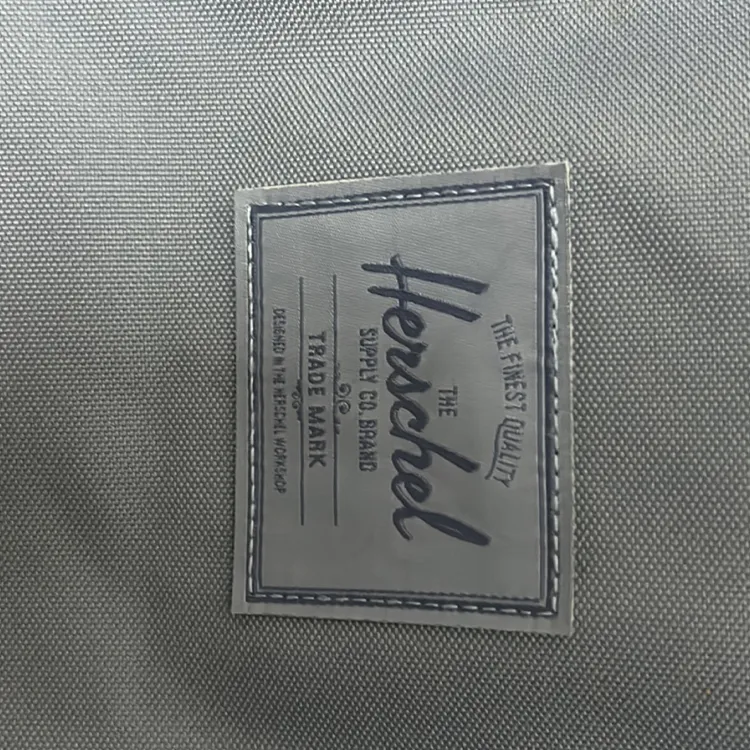 THE FINEST QUALITY
THE
Herschel
SUPPLY CO. BRAND
TRADE MARK
DESIGNED IN THE HERSCHEL WORKSHOP